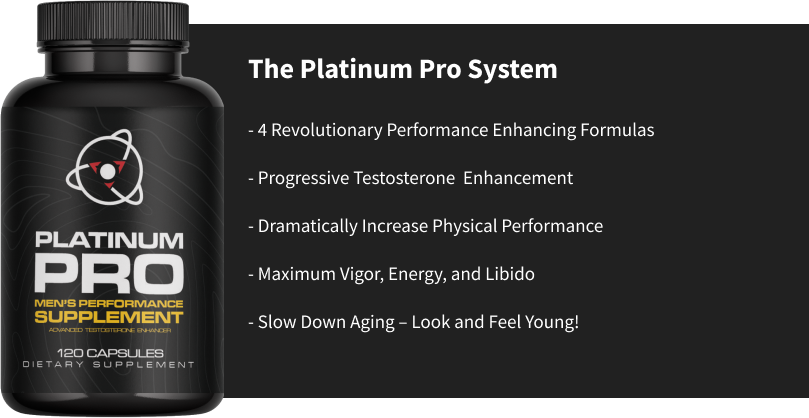 PLATINUM
PRO
MEN'S PERFORMANCE
SUPPLEMENT
ADVANCED TESTOSTERONE ENHANCER
120 CAPSULES
DIETARY SUPPLEMENT
The Platinum Pro System
- 4 Revolutionary Performance Enhancing Formulas
- Progressive Testosterone  Enhancement
- Dramatically Increase Physical Performance
- Maximum Vigor, Energy, and Libido
- Slow Down Aging – Look and Feel Young!